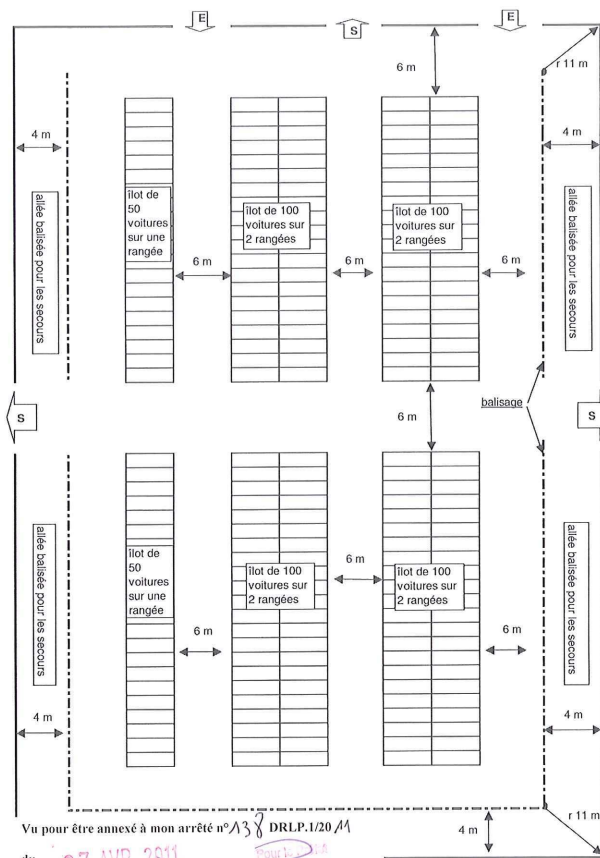 E
S
E
6 m
r 11 m
4 m
4 m
îlot de
50
voitures
sur une
rangée
îlot de 100
voitures sur
2 rangées
îlot de 100
voitures sur
2 rangées
allée balisée pour les secours
allée balisée pour les secours
6 m
6 m
6 m
S
6 m
balisage
S
allée balisée pour les secours
îlot de
50
voitures
sur une
rangée
îlot de 100
voitures sur
2 rangées
6 m
îlot de 100
voitures sur
2 rangées
allée balisée pour les secours
6 m
6 m
4 m
4 m
Vu pour être annexé à mon arrêté n° 138 DRLP.1/20 11
4 m
r 11 m
du 07 AVR. 2011
Pour